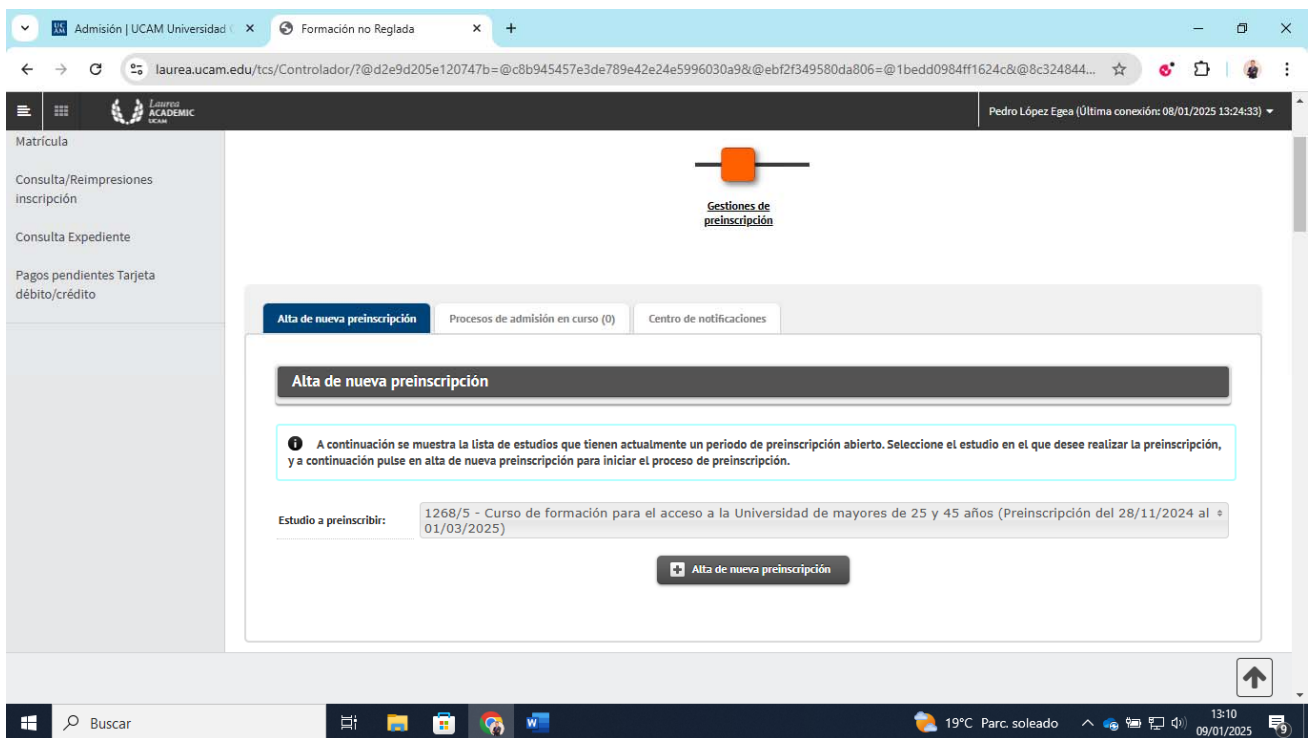 Admisión | UCAM Universidad C
Formación no Reglada
laurea.ucam.edu/tcs/Controlador/?@d2e9d205e120747b=@c8b945457e3de789e42e24e5996030a9&@ebf2f349580da806=@1bedd0984ff1624c&@8c324844...
Laurea
ACADEMIC
UCAM
Pedro López Egea (Última conexión: 08/01/2025 13:24:33)
Matrícula
Consulta/Reimpresiones
inscripción
Consulta Expediente
Pagos pendientes Tarjeta
débito/crédito
Gestiones de
preinscripción
Alta de nueva preinscripción
Procesos de admisión en curso (0)
Centro de notificaciones
Alta de nueva preinscripción
A continuación se muestra la lista de estudios que tienen actualmente un periodo de preinscripción abierto. Seleccione el estudio en el que desee realizar la preinscripción,
y a continuación pulse en alta de nueva preinscripción para iniciar el proceso de preinscripción.
Estudio a preinscribir:
1268/5 - Curso de formación para el acceso a la Universidad de mayores de 25 y 45 años (Preinscripción del 28/11/2024 al
01/03/2025)
Alta de nueva preinscripción
Buscar
19°C Parc. soleado
13:10
09/01/2025
9